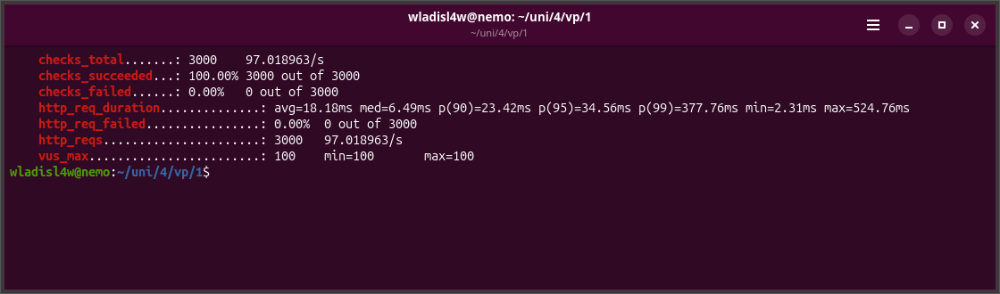 wladisl4w@nemo: ~/uni/4/vp/1
~/uni/4/vp/1
checks_total.......: 3000    97.018963/s
checks_succeeded...: 100.00% 3000 out of 3000
checks_failed......: 0.00%   0 out of 3000
http_req_duration..............: avg=18.18ms med=6.49ms p(90)=23.42ms p(95)=34.56ms p(99)=377.76ms min=2.31ms max=524.76ms
http_req_failed................: 0.00%  0 out of 3000
http_reqs......................: 3000   97.018963/s
vus_max........................: 100    min=100       max=100
wladisl4w@nemo:~/uni/4/vp/1$